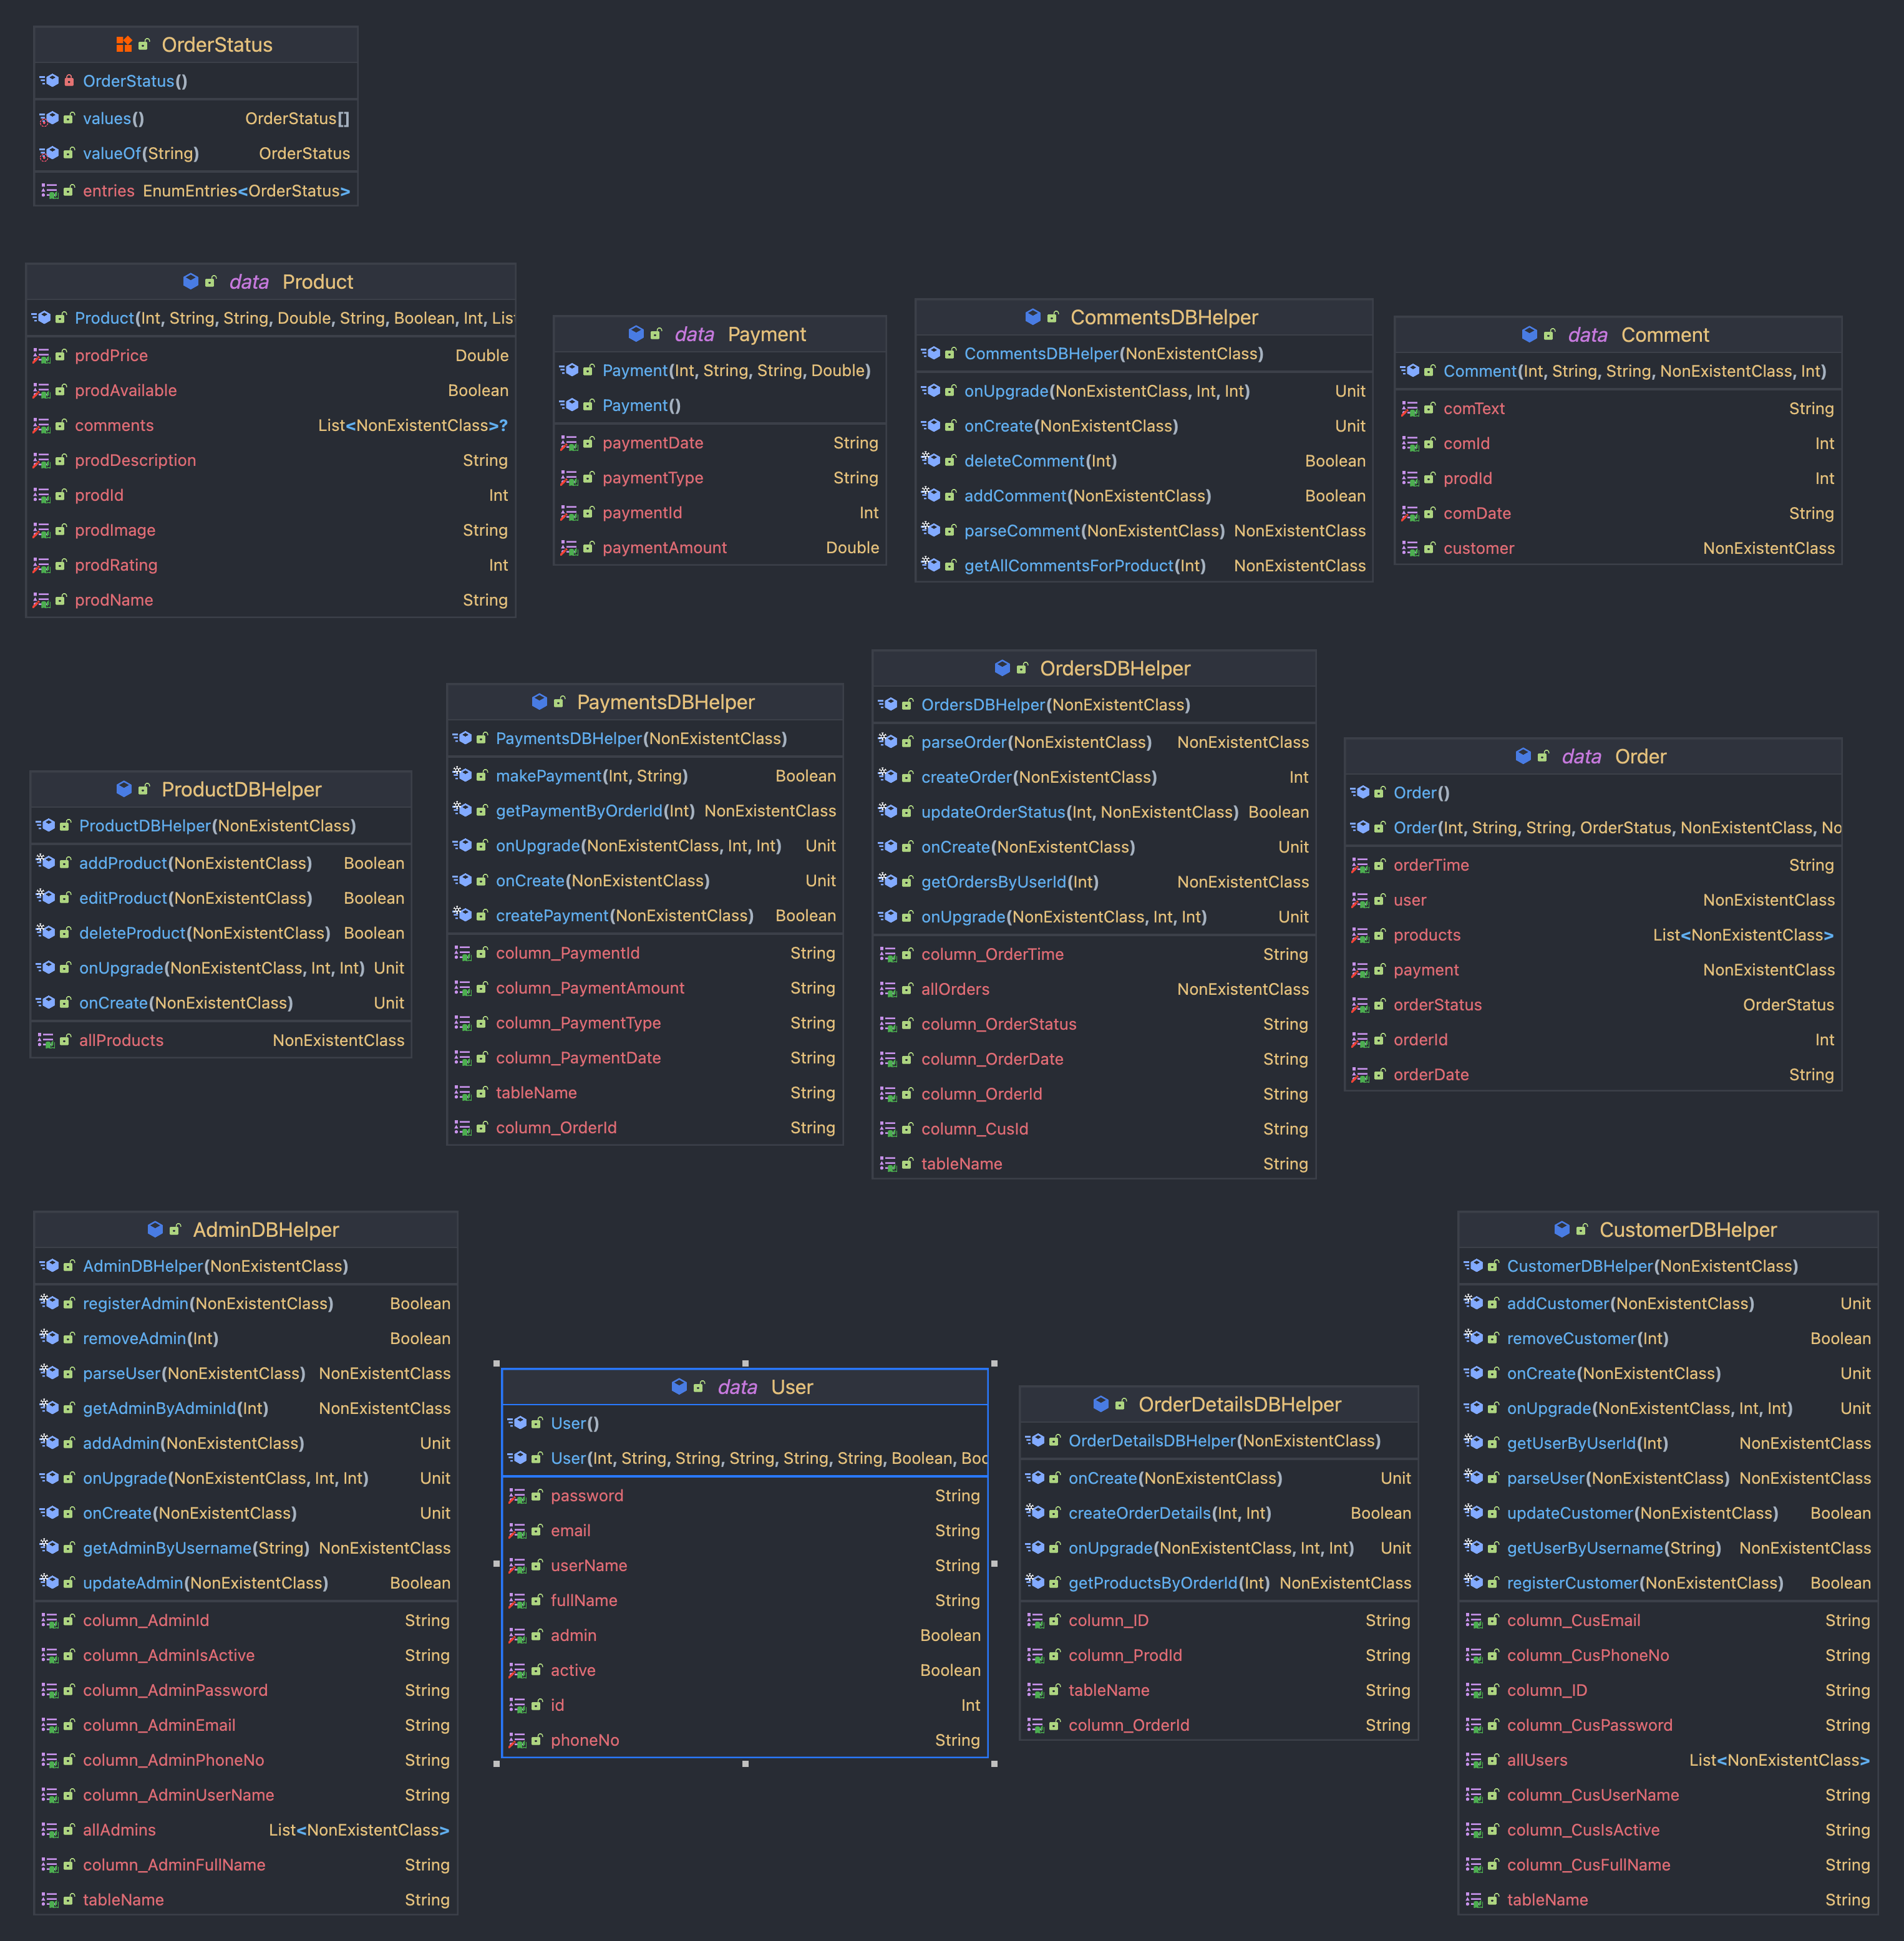 OrderStatus
OrderStatus()
values() OrderStatus[]
valueOf(String) OrderStatus
entries EnumEntries<OrderStatus>
data Product
Product(Int, String, String, Double, String, Boolean, Int, Lis
prodPrice Double
prodAvailable Boolean
comments List<NonExistentClass>?
prodDescription String
prodId Int
prodImage String
prodRating Int
prodName String
data Payment
Payment(Int, String, String, Double)
Payment()
paymentDate String
paymentType String
paymentId Int
paymentAmount Double
CommentsDBHelper
CommentsDBHelper(NonExistentClass)
onUpgrade(NonExistentClass, Int, Int) Unit
onCreate(NonExistentClass) Unit
deleteComment(Int) Boolean
addComment(NonExistentClass) Boolean
parseComment(NonExistentClass) NonExistentClass
getAllCommentsForProduct(Int) NonExistentClass
data Comment
Comment(Int, String, String, NonExistentClass, Int)
comText String
comId Int
prodId Int
comDate String
customer NonExistentClass
ProductDBHelper
ProductDBHelper(NonExistentClass)
addProduct(NonExistentClass) Boolean
editProduct(NonExistentClass) Boolean
deleteProduct(NonExistentClass) Boolean
onUpgrade(NonExistentClass, Int, Int) Unit
onCreate(NonExistentClass) Unit
allProducts NonExistentClass
PaymentsDBHelper
PaymentsDBHelper(NonExistentClass)
makePayment(Int, String) Boolean
getPaymentByOrderId(Int) NonExistentClass
onUpgrade(NonExistentClass, Int, Int) Unit
onCreate(NonExistentClass) Unit
createPayment(NonExistentClass) Boolean
column_PaymentId String
column_PaymentAmount String
column_PaymentType String
column_PaymentDate String
tableName String
column_OrderId String
OrdersDBHelper
OrdersDBHelper(NonExistentClass)
parseOrder(NonExistentClass) NonExistentClass
createOrder(NonExistentClass) Int
updateOrderStatus(Int, NonExistentClass) Boolean
onCreate(NonExistentClass) Unit
getOrdersByUserId(Int) NonExistentClass
onUpgrade(NonExistentClass, Int, Int) Unit
column_OrderTime String
allOrders NonExistentClass
column_OrderStatus String
column_OrderDate String
column_OrderId String
column_CusId String
tableName String
data Order
Order()
Order(Int, String, String, OrderStatus, NonExistentClass, No
orderTime String
user NonExistentClass
products List<NonExistentClass>
payment NonExistentClass
orderStatus OrderStatus
orderId Int
orderDate String
AdminDBHelper
AdminDBHelper(NonExistentClass)
registerAdmin(NonExistentClass) Boolean
removeAdmin(Int) Boolean
parseUser(NonExistentClass) NonExistentClass
getAdminByAdminId(Int) NonExistentClass
addAdmin(NonExistentClass) Unit
onUpgrade(NonExistentClass, Int, Int) Unit
onCreate(NonExistentClass) Unit
getAdminByUsername(String) NonExistentClass
updateAdmin(NonExistentClass) Boolean
column_AdminId String
column_AdminIsActive String
column_AdminPassword String
column_AdminEmail String
column_AdminPhoneNo String
column_AdminUserName String
allAdmins List<NonExistentClass>
column_AdminFullName String
tableName String
data User
User()
User(Int, String, String, String, String, String, Boolean, Boo
password String
email String
userName String
fullName String
admin Boolean
active Boolean
id Int
phoneNo String
OrderDetailsDBHelper
OrderDetailsDBHelper(NonExistentClass)
onCreate(NonExistentClass) Unit
createOrderDetails(Int, Int) Boolean
onUpgrade(NonExistentClass, Int, Int) Unit
getProductsByOrderId(Int) NonExistentClass
column_ID String
column_ProdId String
tableName String
column_OrderId String
CustomerDBHelper
CustomerDBHelper(NonExistentClass)
addCustomer(NonExistentClass) Unit
removeCustomer(Int) Boolean
onCreate(NonExistentClass) Unit
onUpgrade(NonExistentClass, Int, Int) Unit
getUserByUserId(Int) NonExistentClass
parseUser(NonExistentClass) NonExistentClass
updateCustomer(NonExistentClass) Boolean
getUserByUsername(String) NonExistentClass
registerCustomer(NonExistentClass) Boolean
column_CusEmail String
column_CusPhoneNo String
column_ID String
column_CusPassword String
allUsers List<NonExistentClass>
column_CusUserName String
column_CusIsActive String
column_CusFullName String
tableName String